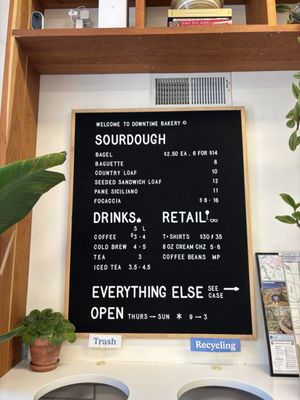 WELCOME TO DOWNTIME BAKERY
SOURDOUGH
BAGEL $2.50 EA, 6 FOR $14
BAGUETTE 6
COUNTRY LOAF 10
SEEDED SANDWICH LOAF 12
PANE SICILIANO 11
FOCACCIA 8 - 16
DRINKS
S L
COFFEE $3 - 4
COLD BREW 4 - 5
TEA 3
ICED TEA 3.5 - 4.5
RETAIL
T-SHIRTS $30 / 35
8 OZ CREAM CHZ 5 - 6
COFFEE BEANS MP
EVERYTHING ELSE SEE CASE →
OPEN THURS → SUN * 9 → 3
Trash
Recycling